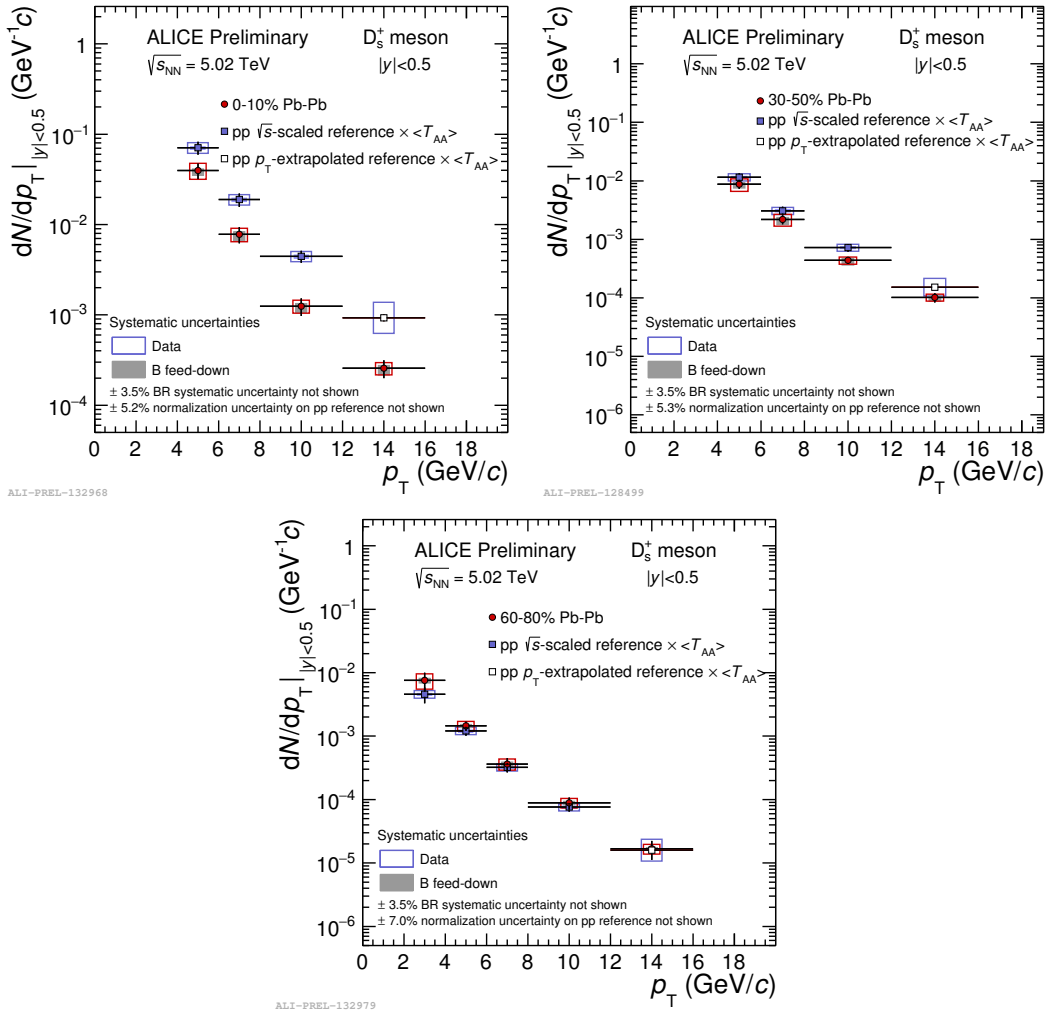 dN/dp_T| |y|<0.5 (GeV⁻¹c)
1
10⁻¹
10⁻²
10⁻³
10⁻⁴
ALICE Preliminary
D_s⁺ meson
√s_NN = 5.02 TeV
|y|<0.5
0-10% Pb-Pb
pp √s-scaled reference × <T_AA>
pp p_T-extrapolated reference × <T_AA>
Systematic uncertainties
Data
B feed-down
± 3.5% BR systematic uncertainty not shown
± 5.2% normalization uncertainty on pp reference not shown
0 2 4 6 8 10 12 14 16 18
p_T (GeV/c)
ALI-PREL-132968
dN/dp_T| |y|<0.5 (GeV⁻¹c)
1
10⁻¹
10⁻²
10⁻³
10⁻⁴
10⁻⁵
10⁻⁶
ALICE Preliminary
D_s⁺ meson
√s_NN = 5.02 TeV
|y|<0.5
30-50% Pb-Pb
pp √s-scaled reference × <T_AA>
pp p_T-extrapolated reference × <T_AA>
Systematic uncertainties
Data
B feed-down
± 3.5% BR systematic uncertainty not shown
± 5.3% normalization uncertainty on pp reference not shown
0 2 4 6 8 10 12 14 16 18
p_T (GeV/c)
ALI-PREL-128499
dN/dp_T| |y|<0.5 (GeV⁻¹c)
1
10⁻¹
10⁻²
10⁻³
10⁻⁴
10⁻⁵
10⁻⁶
ALICE Preliminary
D_s⁺ meson
√s_NN = 5.02 TeV
|y|<0.5
60-80% Pb-Pb
pp √s-scaled reference × <T_AA>
pp p_T-extrapolated reference × <T_AA>
Systematic uncertainties
Data
B feed-down
± 3.5% BR systematic uncertainty not shown
± 7.0% normalization uncertainty on pp reference not shown
0 2 4 6 8 10 12 14 16 18
p_T (GeV/c)
ALI-PREL-132979